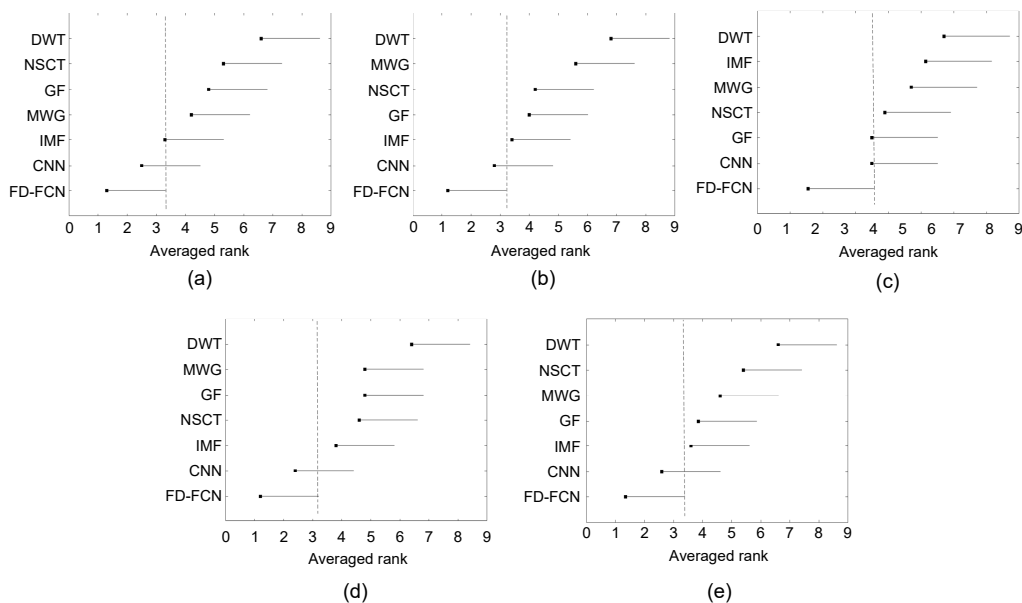 DWT
NSCT
GF
MWG
IMF
CNN
FD-FCN
0 1 2 3 4 5 6 7 8 9
Averaged rank
(a)
DWT
MWG
NSCT
GF
IMF
CNN
FD-FCN
0 1 2 3 4 5 6 7 8 9
Averaged rank
(b)
DWT
IMF
MWG
NSCT
GF
CNN
FD-FCN
0 1 2 3 4 5 6 7 8 9
Averaged rank
(c)
DWT
MWG
GF
NSCT
IMF
CNN
FD-FCN
0 1 2 3 4 5 6 7 8 9
Averaged rank
(d)
DWT
NSCT
MWG
GF
IMF
CNN
FD-FCN
0 1 2 3 4 5 6 7 8 9
Averaged rank
(e)